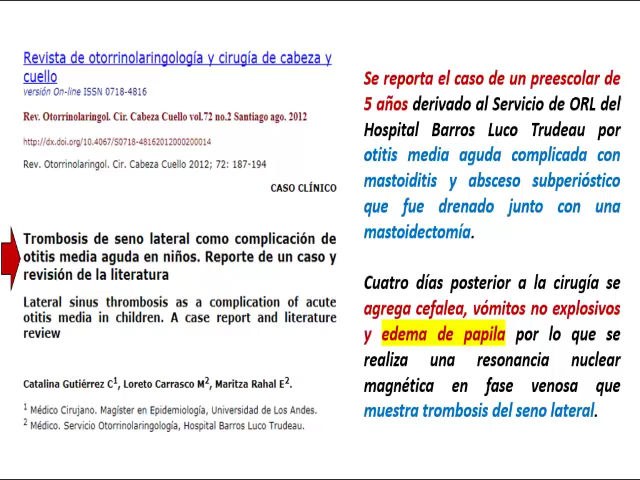 Revista de otorrinolaringología y cirugía de cabeza y
cuello
versión On-line ISSN 0718-4816
Rev. Otorrinolaringol. Cir. Cabeza Cuello vol.72 no.2 Santiago ago. 2012
http://dx.doi.org/10.4067/S0718-48162012000200014
Rev. Otorrinolaringol. Cir. Cabeza Cuello 2012; 72: 187-194
CASO CLÍNICO
Trombosis de seno lateral como complicación de
otitis media aguda en niños. Reporte de un caso y
revisión de la literatura
Lateral sinus thrombosis as a complication of acute
otitis media in children. A case report and literature
review
Catalina Gutiérrez C1, Loreto Carrasco M2, Maritza Rahal E2.
1 Médico Cirujano. Magíster en Epidemiología, Universidad de Los Andes.
2 Médico. Servicio Otorrinolaringología, Hospital Barros Luco Trudeau.
Se reporta el caso de un preescolar de
5 años derivado al Servicio de ORL del
Hospital Barros Luco Trudeau por
otitis media aguda complicada con
mastoiditis y absceso subperióstico
que fue drenado junto con una
mastoidectomía.
Cuatro días posterior a la cirugía se
agrega cefalea, vómitos no explosivos
y edema de papila por lo que se
realiza una resonancia nuclear
magnética en fase venosa que
muestra trombosis del seno lateral.